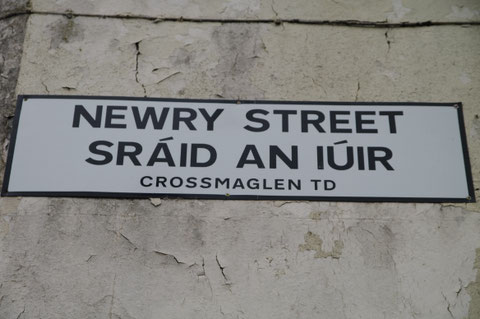 NEWRY STREET
SRÁID AN IÚIR
CROSSMAGLEN TD